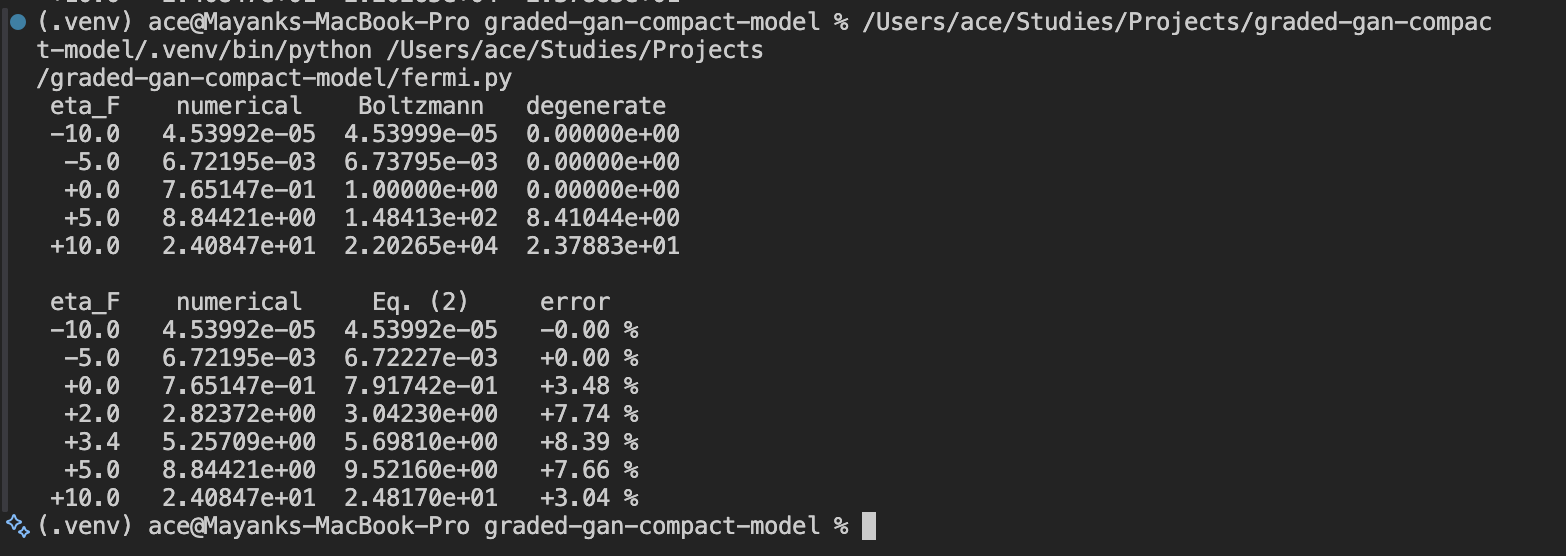 (.venv) ace@Mayanks-MacBook-Pro graded-gan-compact-model % /Users/ace/Studies/Projects/graded-gan-compac
t-model/.venv/bin/python /Users/ace/Studies/Projects
/graded-gan-compact-model/fermi.py
eta_F numerical Boltzmann degenerate
-10.0 4.53992e-05 4.53999e-05 0.00000e+00
-5.0 6.72195e-03 6.73795e-03 0.00000e+00
+0.0 7.65147e-01 1.00000e+00 0.00000e+00
+5.0 8.84421e+00 1.48413e+02 8.41044e+00
+10.0 2.40847e+01 2.20265e+04 2.37883e+01
eta_F numerical Eq. (2) error
-10.0 4.53992e-05 4.53992e-05 -0.00 %
-5.0 6.72195e-03 6.72227e-03 +0.00 %
+0.0 7.65147e-01 7.91742e-01 +3.48 %
+2.0 2.82372e+00 3.04230e+00 +7.74 %
+3.4 5.25709e+00 5.69810e+00 +8.39 %
+5.0 8.84421e+00 9.52160e+00 +7.66 %
+10.0 2.40847e+01 2.48170e+01 +3.04 %
(.venv) ace@Mayanks-MacBook-Pro graded-gan-compact-model %